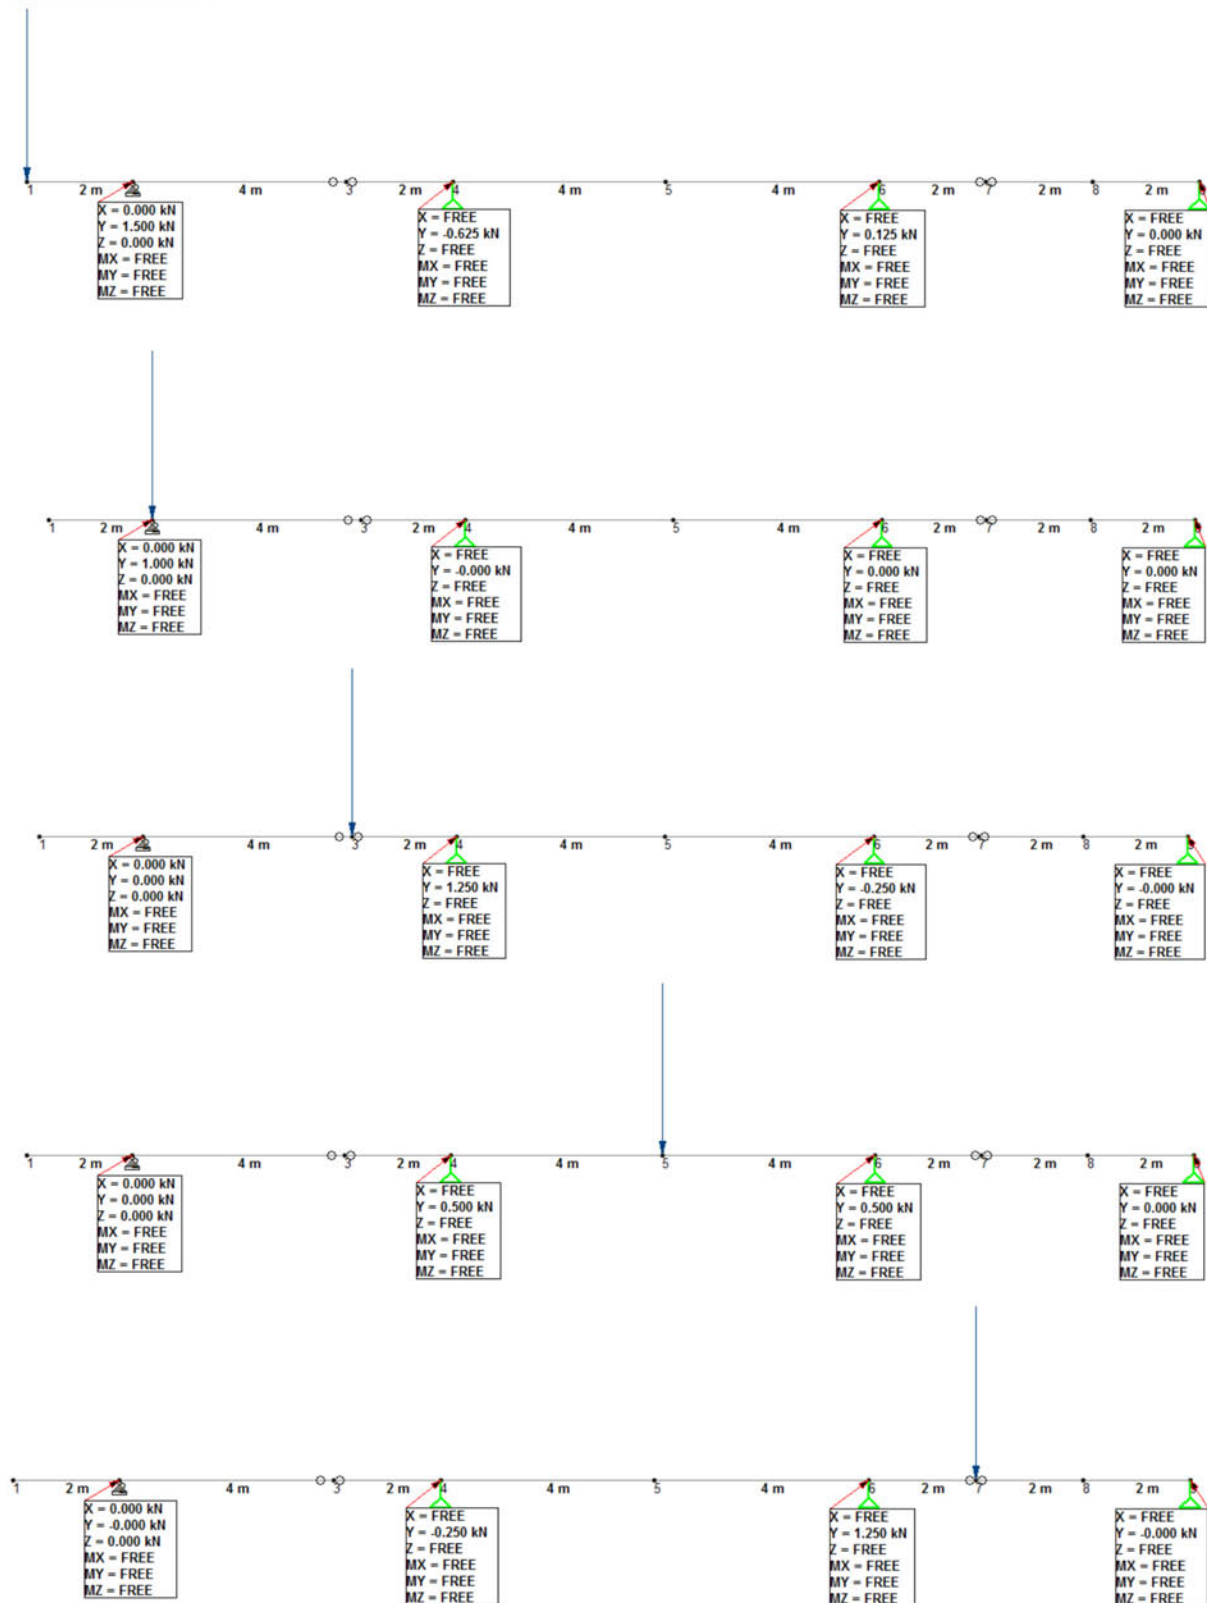 1 2 m 4 m 3 2 m 4 4 m 5 4 m 6 2 m 7 2 m 8 2 m
X = 0.000 kN
Y = 1.500 kN
Z = 0.000 kN
MX = FREE
MY = FREE
MZ = FREE
X = FREE
Y = -0.625 kN
Z = FREE
MX = FREE
MY = FREE
MZ = FREE
X = FREE
Y = 0.125 kN
Z = FREE
MX = FREE
MY = FREE
MZ = FREE
X = FREE
Y = 0.000 kN
Z = FREE
MX = FREE
MY = FREE
MZ = FREE
1 2 m 4 m 3 2 m 4 4 m 5 4 m 6 2 m 7 2 m 8 2 m
X = 0.000 kN
Y = 1.000 kN
Z = 0.000 kN
MX = FREE
MY = FREE
MZ = FREE
X = FREE
Y = -0.000 kN
Z = FREE
MX = FREE
MY = FREE
MZ = FREE
X = FREE
Y = 0.000 kN
Z = FREE
MX = FREE
MY = FREE
MZ = FREE
X = FREE
Y = 0.000 kN
Z = FREE
MX = FREE
MY = FREE
MZ = FREE
1 2 m 4 m 3 2 m 4 4 m 5 4 m 6 2 m 7 2 m 8 2 m
X = 0.000 kN
Y = 0.000 kN
Z = 0.000 kN
MX = FREE
MY = FREE
MZ = FREE
X = FREE
Y = 1.250 kN
Z = FREE
MX = FREE
MY = FREE
MZ = FREE
X = FREE
Y = -0.250 kN
Z = FREE
MX = FREE
MY = FREE
MZ = FREE
X = FREE
Y = -0.000 kN
Z = FREE
MX = FREE
MY = FREE
MZ = FREE
1 2 m 4 m 3 2 m 4 4 m 5 4 m 6 2 m 7 2 m 8 2 m
X = 0.000 kN
Y = 0.000 kN
Z = 0.000 kN
MX = FREE
MY = FREE
MZ = FREE
X = FREE
Y = 0.500 kN
Z = FREE
MX = FREE
MY = FREE
MZ = FREE
X = FREE
Y = 0.500 kN
Z = FREE
MX = FREE
MY = FREE
MZ = FREE
X = FREE
Y = 0.000 kN
Z = FREE
MX = FREE
MY = FREE
MZ = FREE
1 2 m 4 m 3 2 m 4 4 m 5 4 m 6 2 m 7 2 m 8 2 m
X = 0.000 kN
Y = -0.000 kN
Z = 0.000 kN
MX = FREE
MY = FREE
MZ = FREE
X = FREE
Y = -0.250 kN
Z = FREE
MX = FREE
MY = FREE
MZ = FREE
X = FREE
Y = 1.250 kN
Z = FREE
MX = FREE
MY = FREE
MZ = FREE
X = FREE
Y = -0.000 kN
Z = FREE
MX = FREE
MY = FREE
MZ = FREE